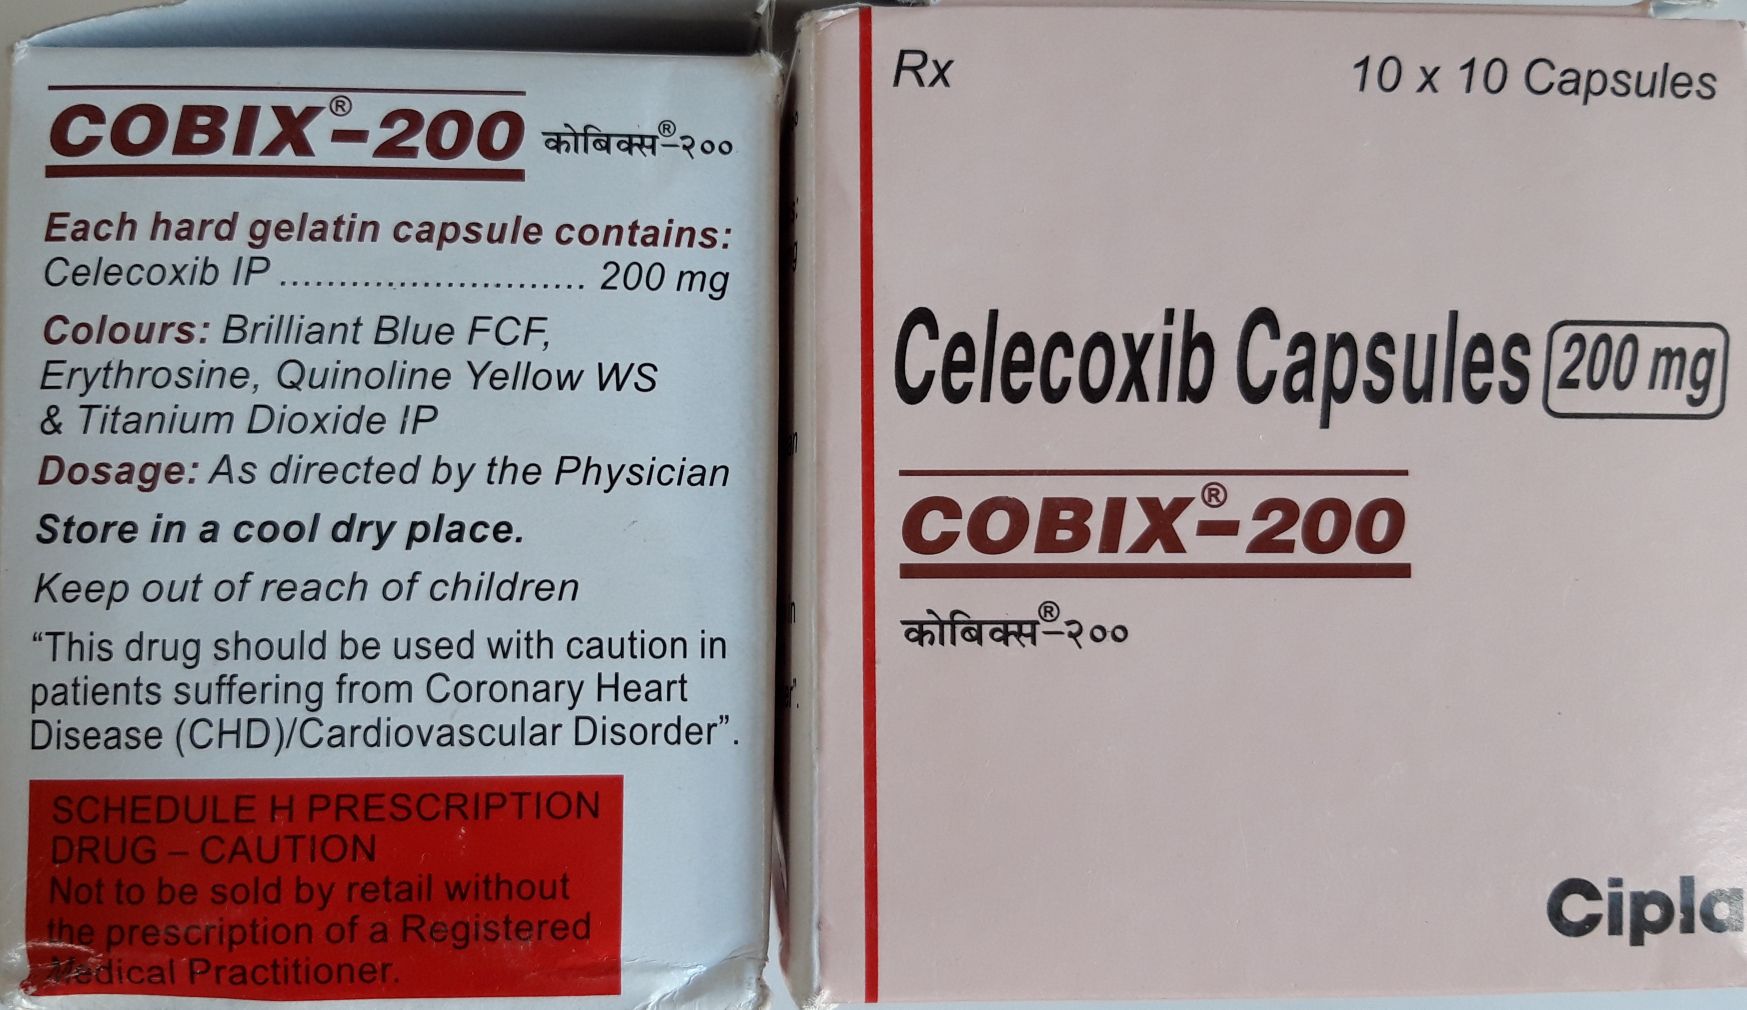 COBIX®-200 कोबिक्स®-२००
Each hard gelatin capsule contains:
Celecoxib IP .......................... 200 mg
Colours: Brilliant Blue FCF,
Erythrosine, Quinoline Yellow WS
& Titanium Dioxide IP
Dosage: As directed by the Physician
Store in a cool dry place.
Keep out of reach of children
“This drug should be used with caution in
patients suffering from Coronary Heart
Disease (CHD)/Cardiovascular Disorder”.
SCHEDULE H PRESCRIPTION
DRUG – CAUTION
Not to be sold by retail without
the prescription of a Registered
Medical Practitioner.
Rx
10 x 10 Capsules
Celecoxib Capsules 200 mg
COBIX®-200
कोबिक्स®-२००
Cipla